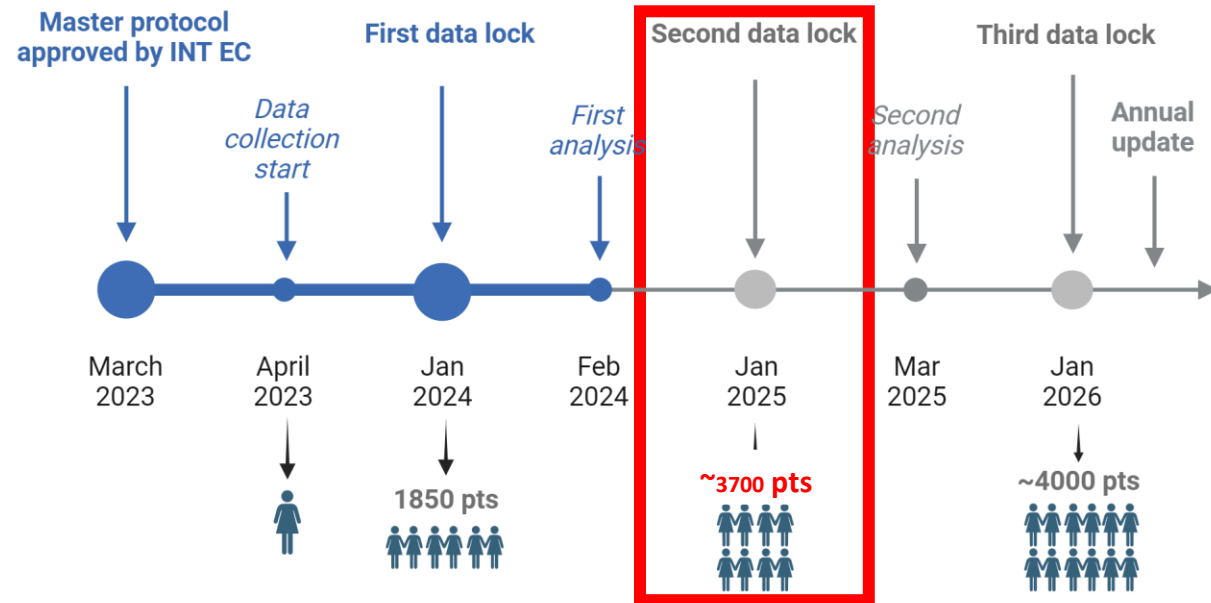 Master protocol
approved by INT EC
First data lock
Second data lock
Third data lock
Data
collection
start
First
analysis
Second
analysis
Annual
update
March
2023
April
2023
Jan
2024
Feb
2024
Jan
2025
Mar
2025
Jan
2026
1850 pts
~3700 pts
~4000 pts